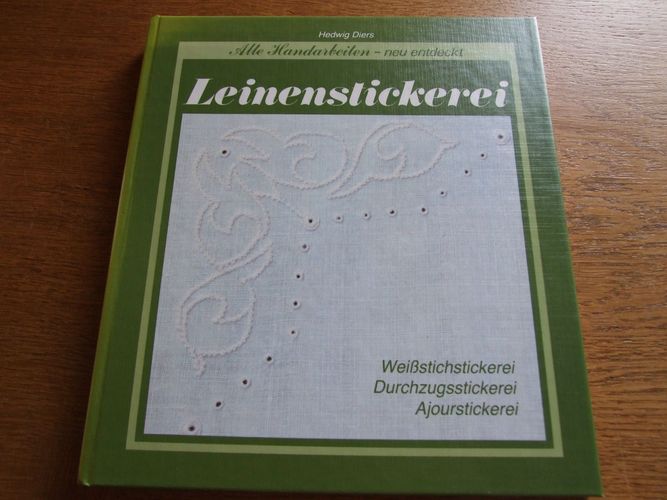 Hedwig Diers
Alte Handarbeiten – neu entdeckt
Leinenstickerei
Weißstichstickerei
Durchzugsstickerei
Ajourstickerei